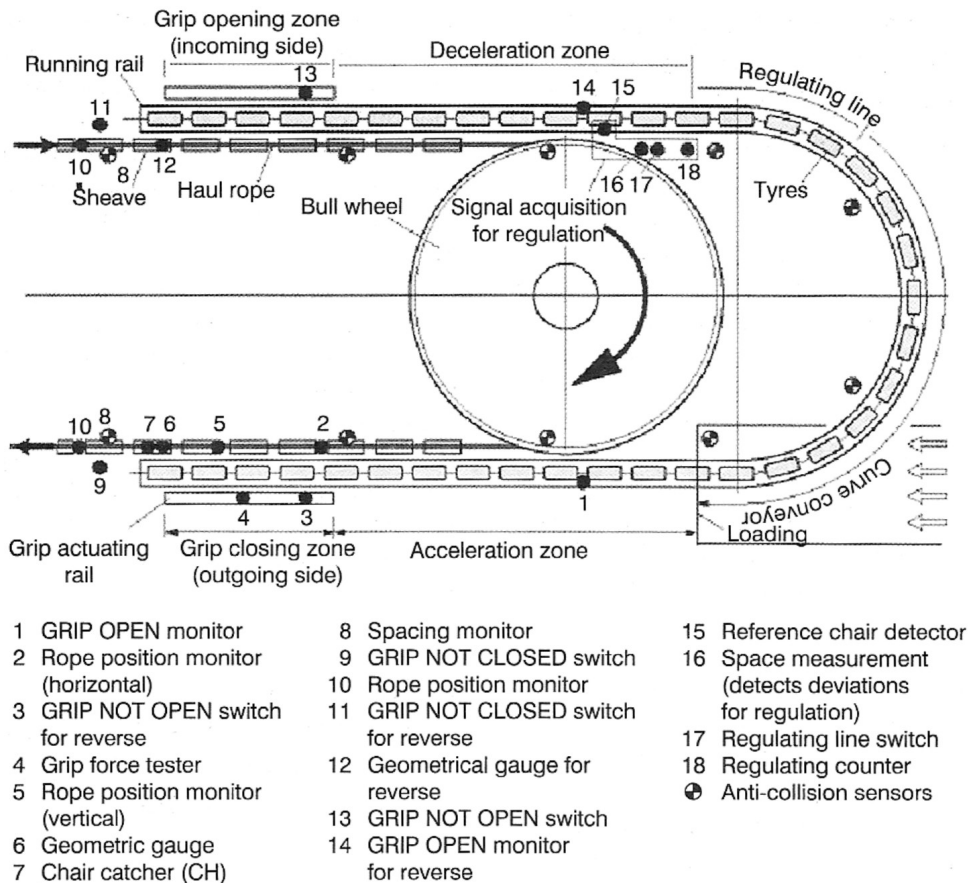 Grip opening zone
(incoming side)
Deceleration zone
Running rail
Regulating line
13
14
15
11
10
8
12
16
17
18
Sheave
Haul rope
Tyres
Bull wheel
Signal acquisition
for regulation
8
10
7
6
5
2
9
4
3
1
Curve conveyor
Loading
Grip actuating
rail
Grip closing zone
(outgoing side)
Acceleration zone
1 GRIP OPEN monitor
2 Rope position monitor
(horizontal)
3 GRIP NOT OPEN switch
for reverse
4 Grip force tester
5 Rope position monitor
(vertical)
6 Geometric gauge
7 Chair catcher (CH)
8 Spacing monitor
9 GRIP NOT CLOSED switch
10 Rope position monitor
11 GRIP NOT CLOSED switch
for reverse
12 Geometrical gauge for
reverse
13 GRIP NOT OPEN switch
14 GRIP OPEN monitor
for reverse
15 Reference chair detector
16 Space measurement
(detects deviations
for regulation)
17 Regulating line switch
18 Regulating counter
Anti-collision sensors